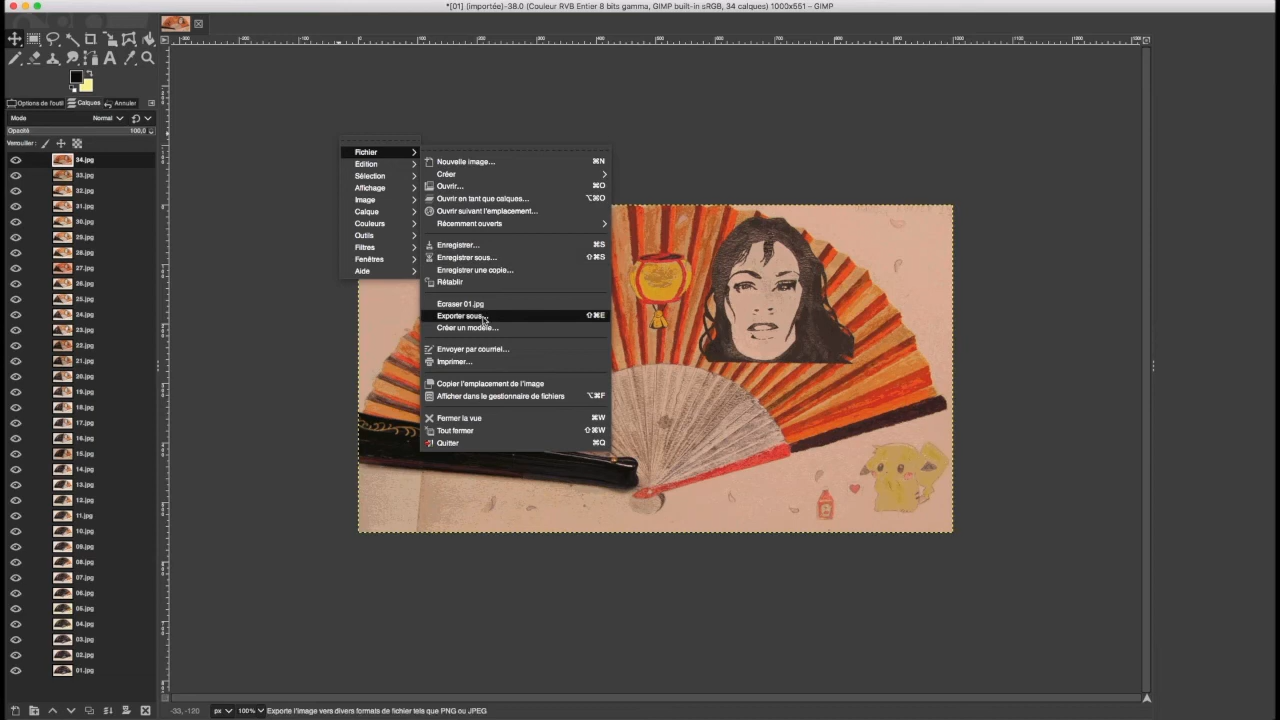 *[01] (importée)-38.0 (Couleur RVB Entier 8 bits gamma, GIMP built-in sRGB, 34 calques) 1000x551 – GIMP
Options de l'outil
Calques
Annuler
Mode
Normal
Opacité
100,0
Verrouiller :
34.jpg
33.jpg
32.jpg
31.jpg
30.jpg
29.jpg
28.jpg
27.jpg
26.jpg
25.jpg
24.jpg
23.jpg
22.jpg
21.jpg
20.jpg
19.jpg
18.jpg
17.jpg
16.jpg
15.jpg
14.jpg
13.jpg
12.jpg
11.jpg
10.jpg
09.jpg
08.jpg
07.jpg
06.jpg
05.jpg
04.jpg
03.jpg
02.jpg
01.jpg
Fichier
Edition
Sélection
Affichage
Image
Calque
Couleurs
Outils
Filtres
Fenêtres
Aide
Nouvelle image... ⌘N
Créer
Ouvrir... ⌘O
Ouvrir en tant que calques... ⌥⌘O
Ouvrir suivant l'emplacement...
Récemment ouverts
Enregistrer... ⌘S
Enregistrer sous... ⇧⌘S
Enregistrer une copie...
Rétablir
Écraser 01.jpg
Exporter sous... ⇧⌘E
Créer un modèle...
Envoyer par courriel...
Imprimer...
Copier l'emplacement de l'image
Afficher dans le gestionnaire de fichiers ⌥⌘F
Fermer la vue ⌘W
Tout fermer ⇧⌘W
Quitter ⌘Q
-33, -120
px
100%
Exporte l'image vers divers formats de fichier tels que PNG ou JPEG